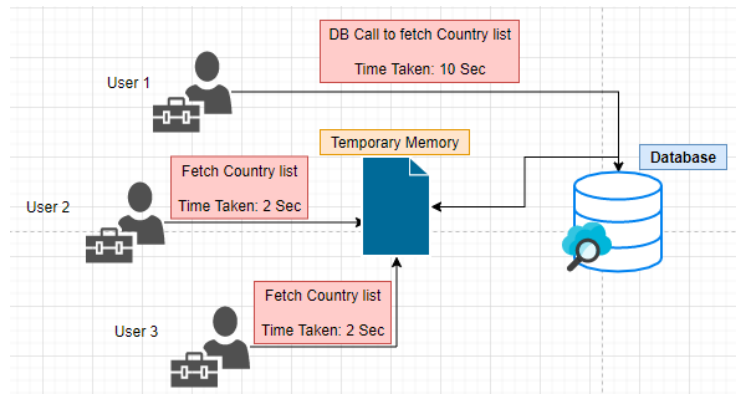 DB Call to fetch Country list
Time Taken: 10 Sec
User 1
Temporary Memory
Database
Fetch Country list
Time Taken: 2 Sec
User 2
Fetch Country list
Time Taken: 2 Sec
User 3